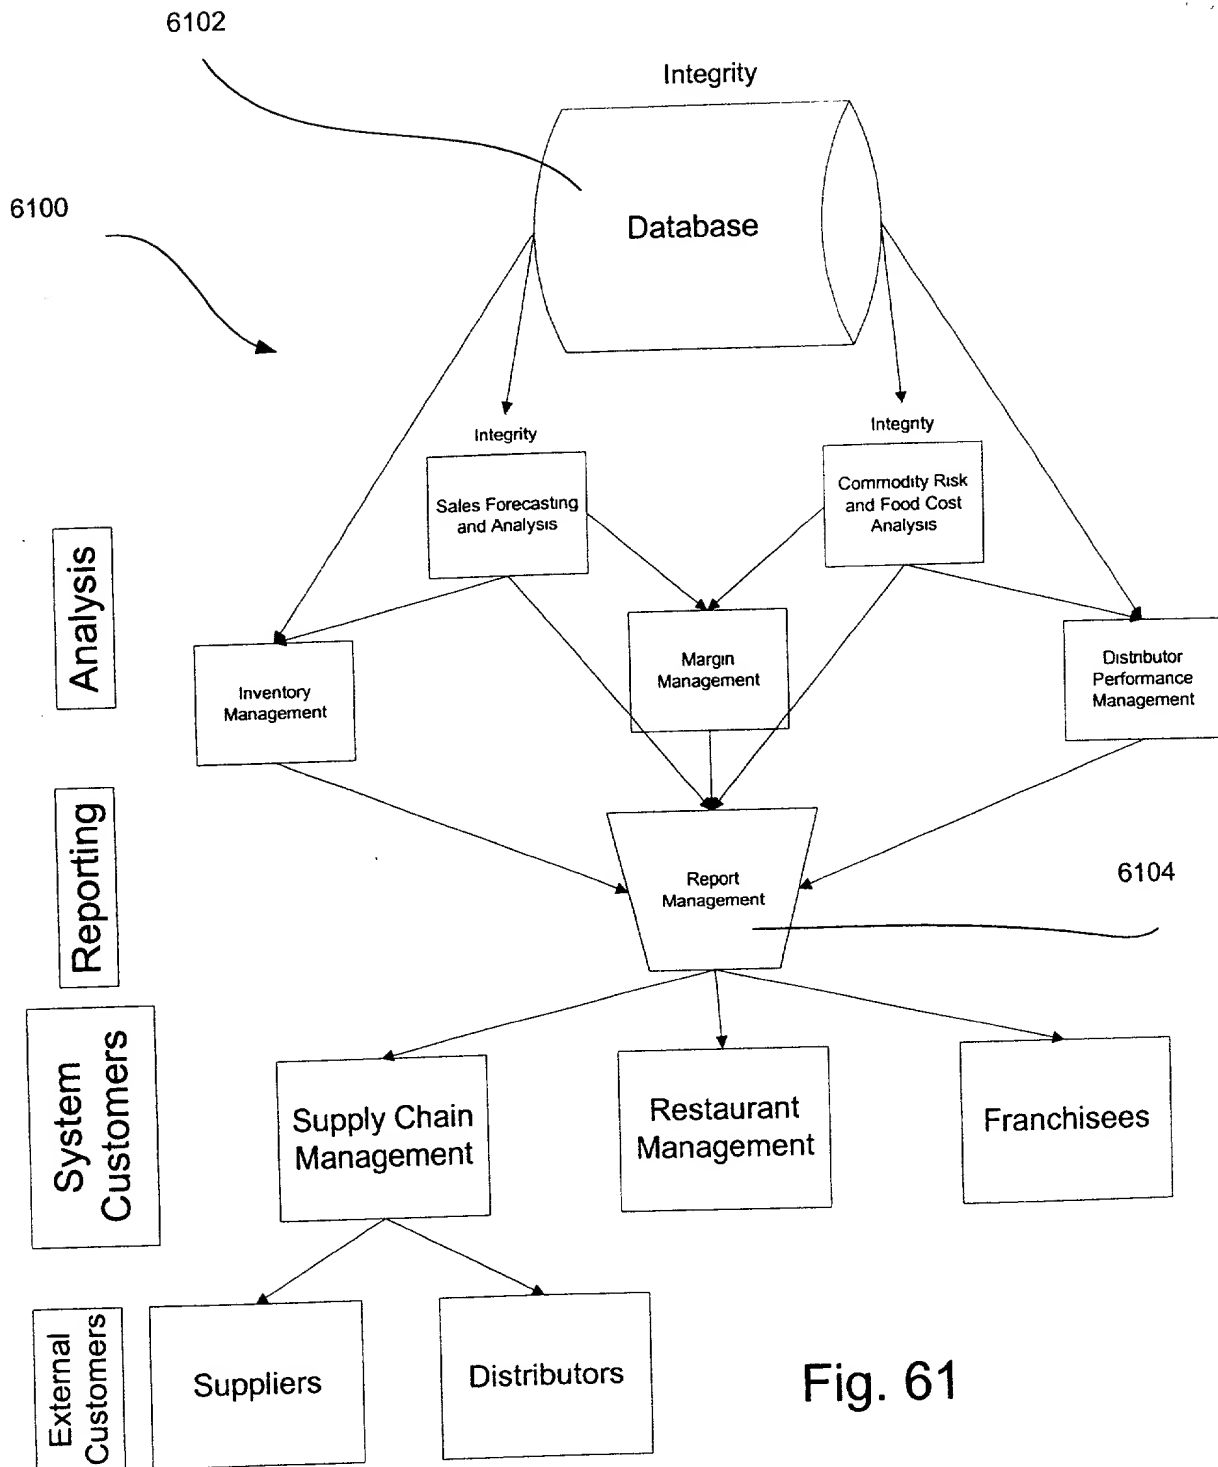 6102
Integrity
Database
6100
Integrity
Integrity
Sales Forecasting
and Analysis
Commodity Risk
and Food Cost
Analysis
Analysis
Inventory
Management
Margin
Management
Distributor
Performance
Management
Reporting
Report
Management
6104
System
Customers
Supply Chain
Management
Restaurant
Management
Franchisees
External
Customers
Suppliers
Distributors
Fig. 61